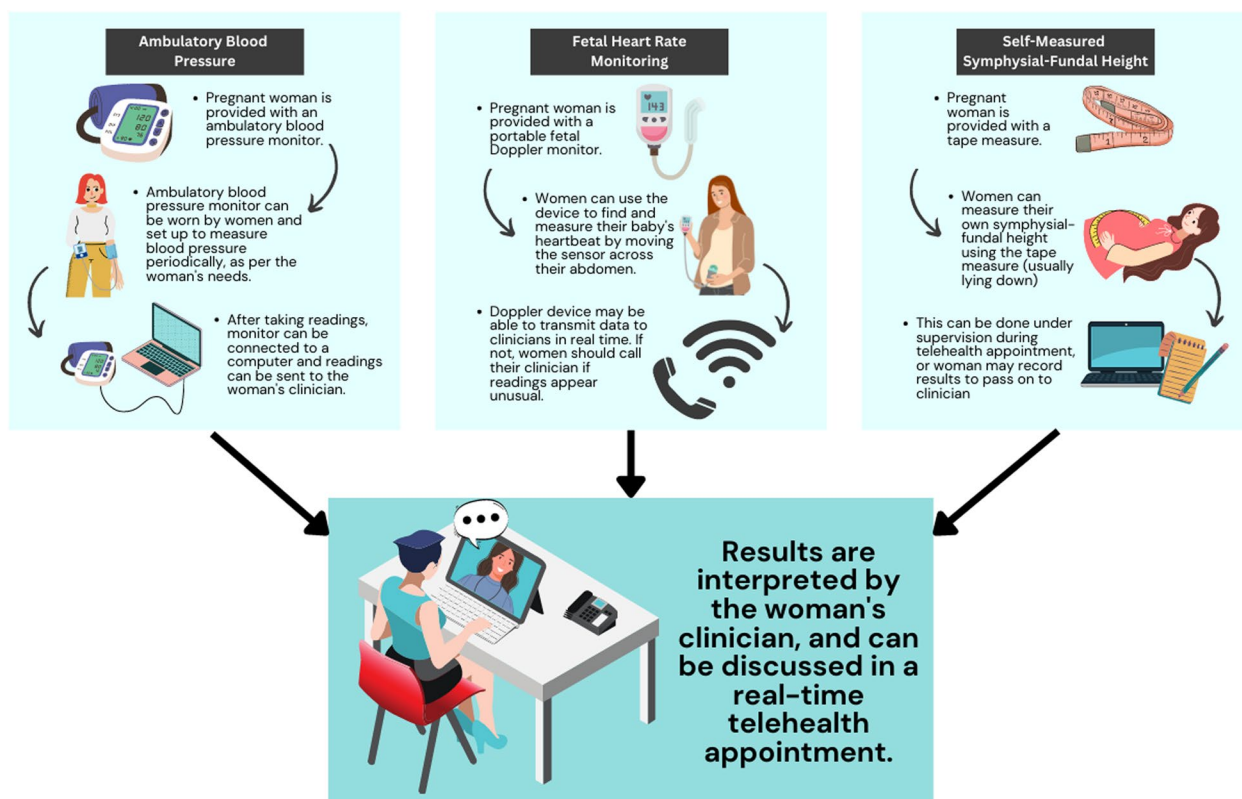 Ambulatory Blood
Pressure
• Pregnant woman is
provided with an
ambulatory blood
pressure monitor.
120
80
• Ambulatory blood
pressure monitor can
be worn by women and
set up to measure
blood pressure
periodically, as per the
woman's needs.
• After taking readings,
monitor can be
connected to a
computer and readings
can be sent to the
woman's clinician.
Fetal Heart Rate
Monitoring
• Pregnant woman is
provided with a
portable fetal
Doppler monitor.
143
• Women can use the
device to find and
measure their baby's
heartbeat by moving
the sensor across
their abdomen.
• Doppler device may be
able to transmit data to
clinicians in real time. If
not, women should call
their clinician if
readings appear
unusual.
Self-Measured
Symphysial-Fundal Height
• Pregnant
woman is
provided with a
tape measure.
1 2
• Women can
measure their
own symphysial-
fundal height
using the tape
measure (usually
lying down)
• This can be done under
supervision during
telehealth appointment,
or woman may record
results to pass on to
clinician
Results are
interpreted by
the woman's
clinician, and can
be discussed in a
real-time
telehealth
appointment.